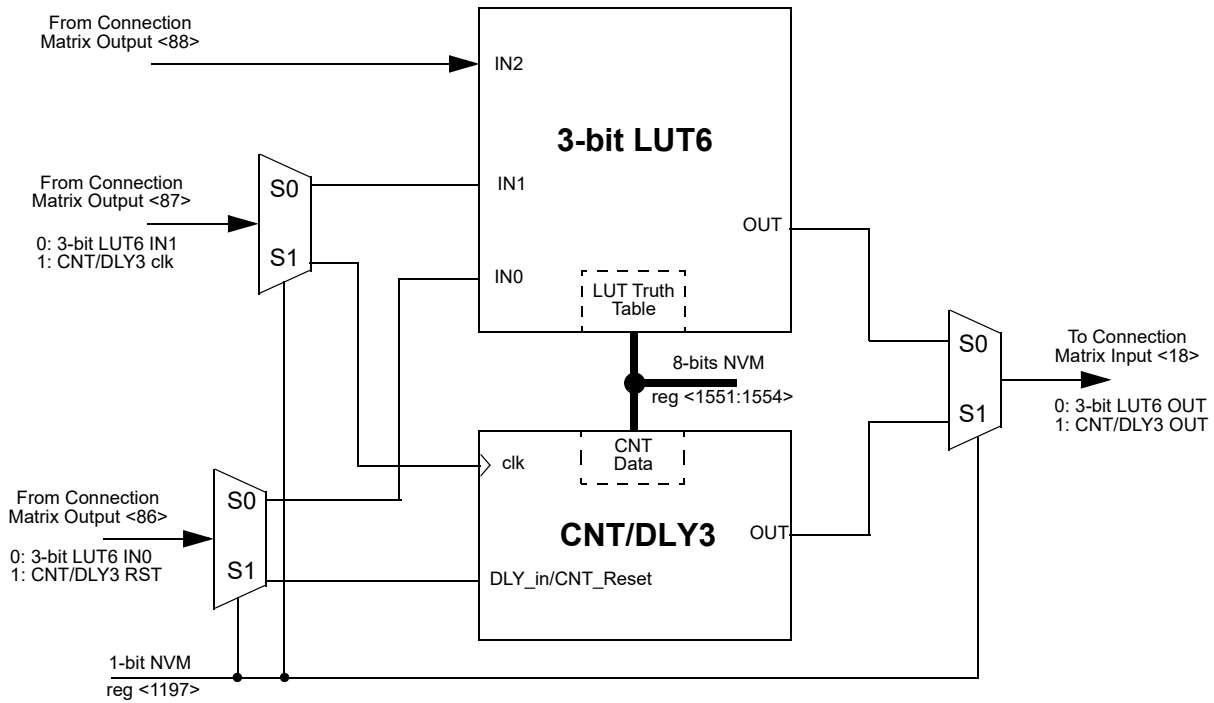 From Connection
Matrix Output <88>
IN2
3-bit LUT6
From Connection
Matrix Output <87>
0: 3-bit LUT6 IN1
1: CNT/DLY3 clk
S0
S1
IN1
IN0
OUT
LUT Truth
Table
8-bits NVM
reg <1551:1554>
S0
S1
To Connection
Matrix Input <18>
0: 3-bit LUT6 OUT
1: CNT/DLY3 OUT
CNT
Data
clk
CNT/DLY3
OUT
DLY_in/CNT_Reset
From Connection
Matrix Output <86>
0: 3-bit LUT6 IN0
1: CNT/DLY3 RST
S0
S1
1-bit NVM
reg <1197>